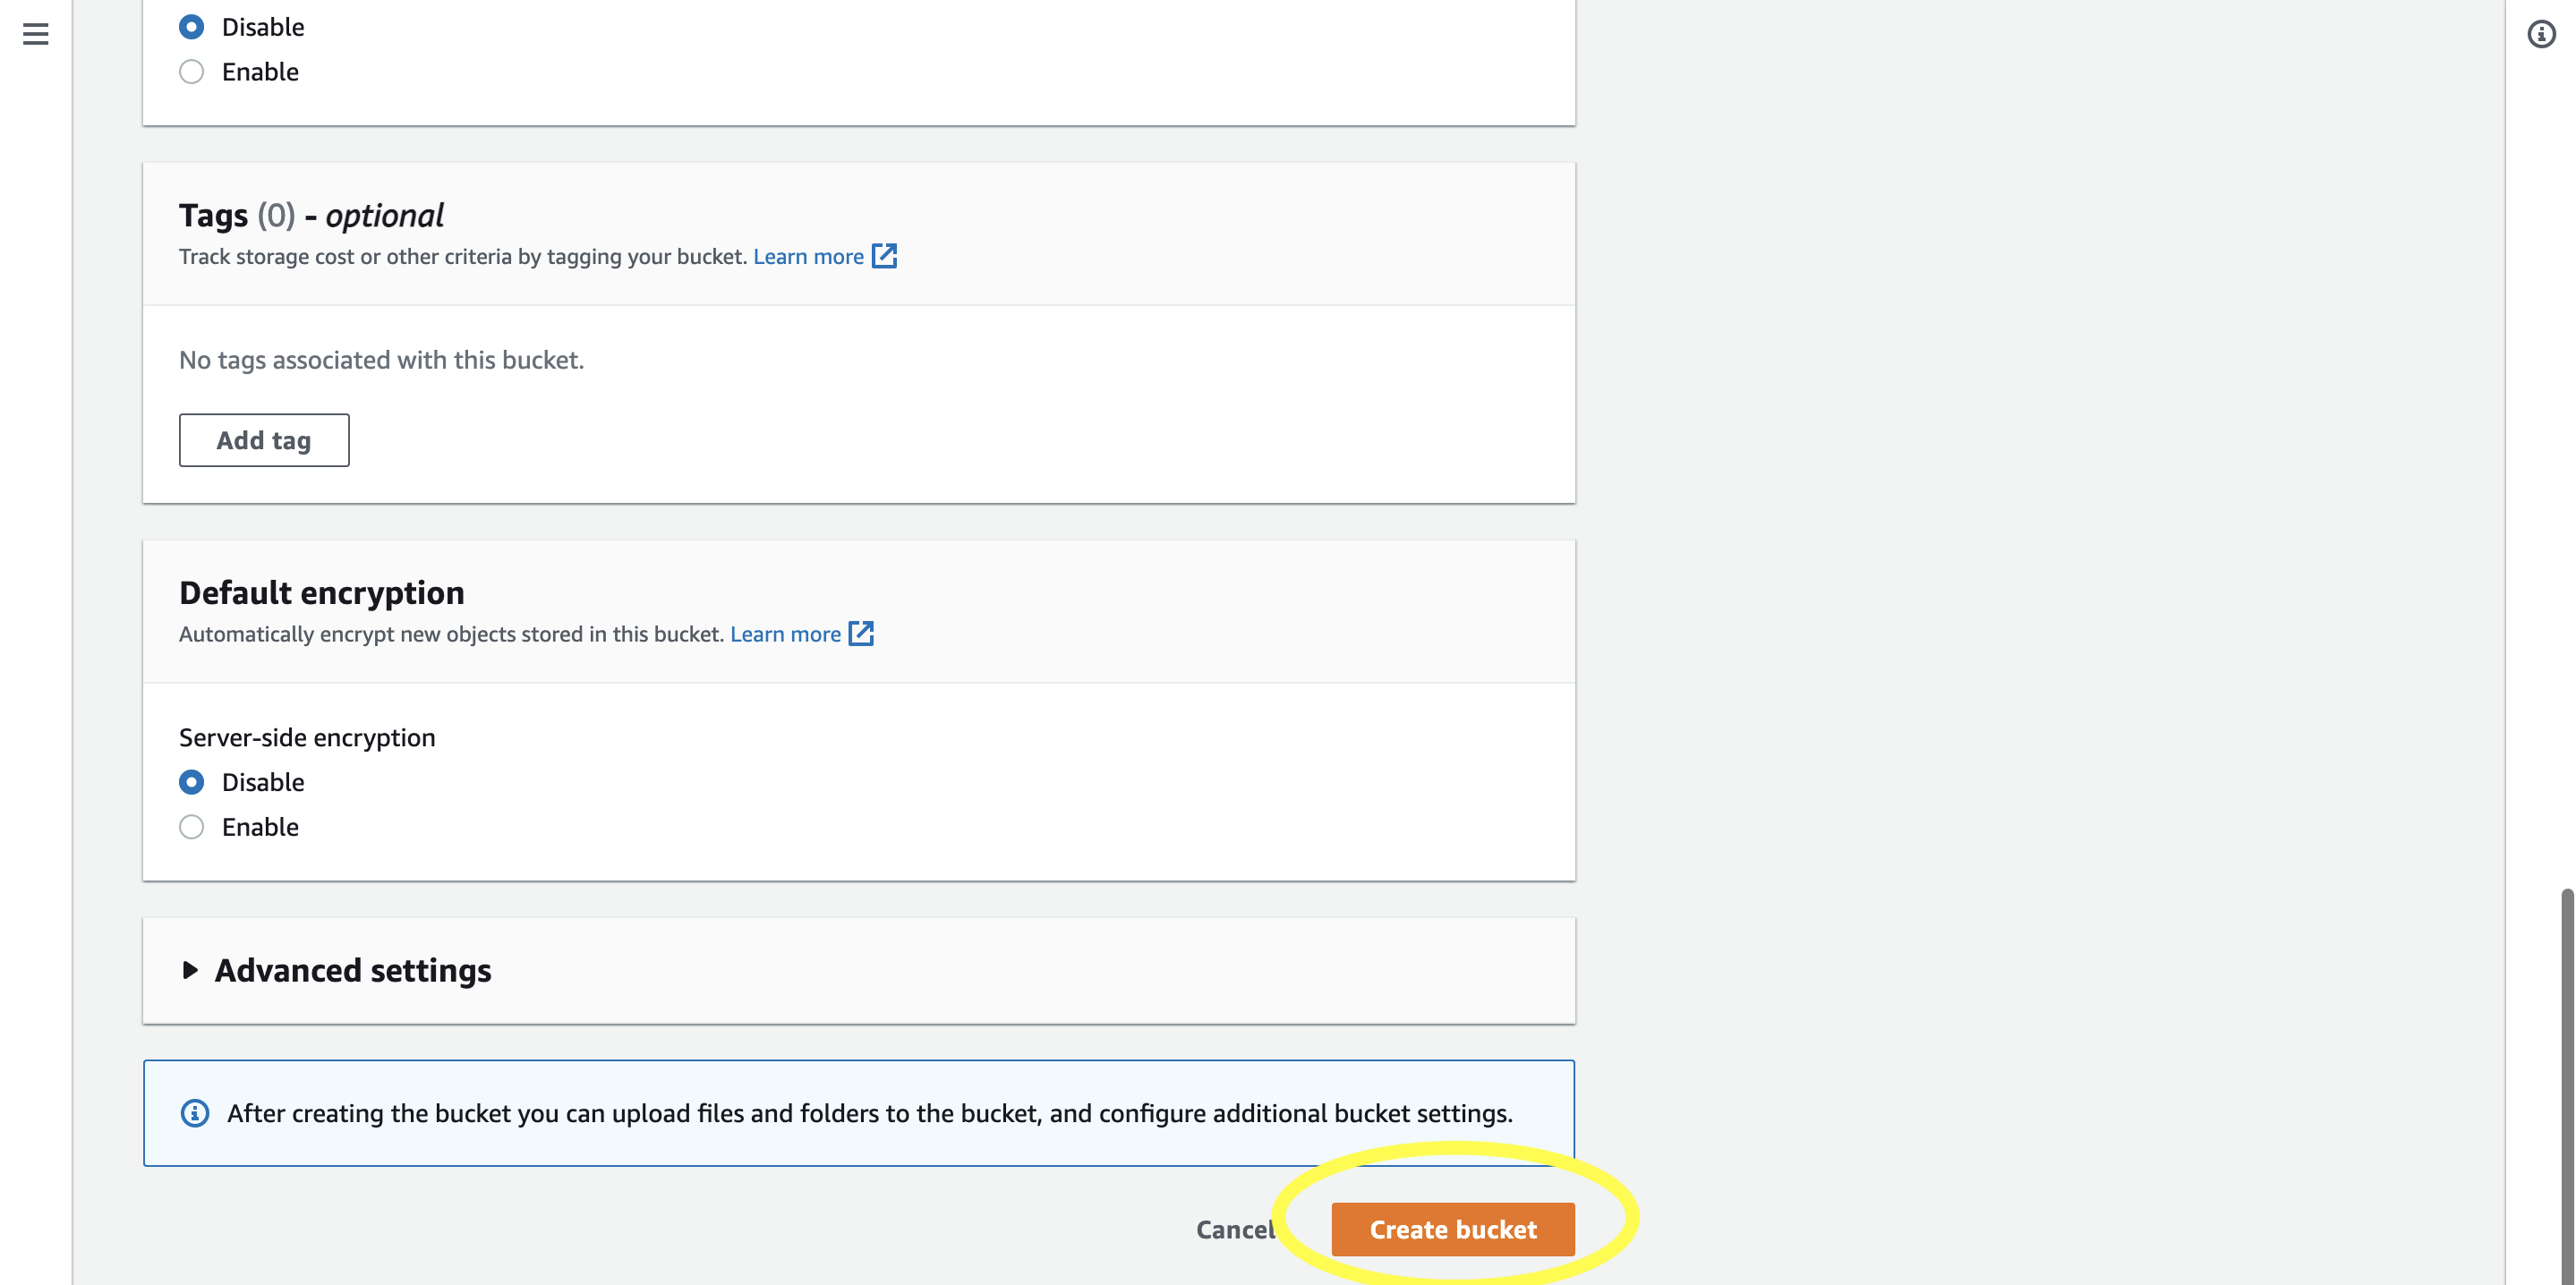 Disable
Enable
Tags (0) - optional
Track storage cost or other criteria by tagging your bucket. Learn more
No tags associated with this bucket.
Add tag
Default encryption
Automatically encrypt new objects stored in this bucket. Learn more
Server-side encryption
Disable
Enable
Advanced settings
After creating the bucket you can upload files and folders to the bucket, and configure additional bucket settings.
Cancel Create bucket